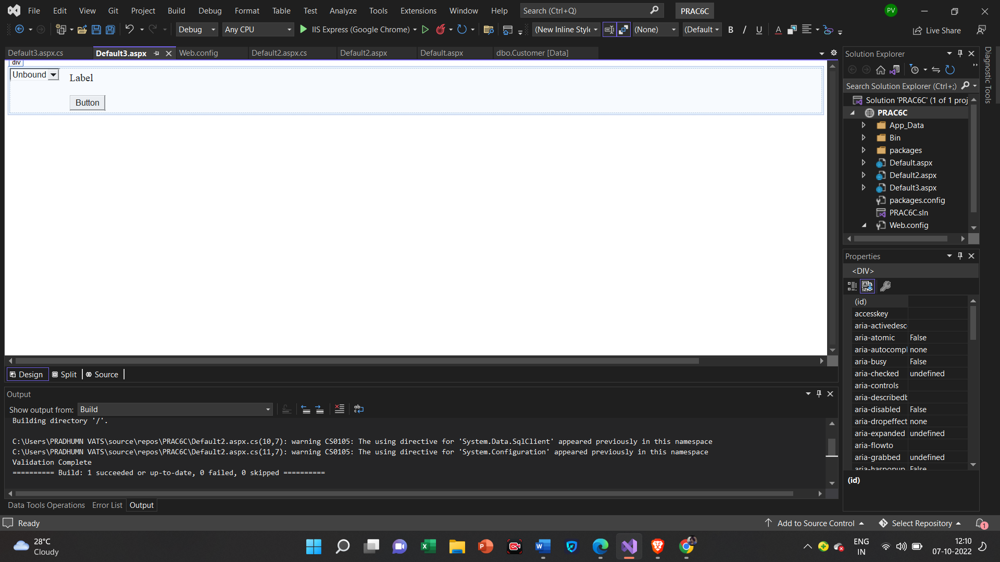 File Edit View Git Project Build Debug Format Table Test Analyze Tools Extensions Window Help Search (Ctrl+Q) PRAC6C PV
Debug Any CPU IIS Express (Google Chrome) (New Inline Style (None) (Default B I U A Live Share
Default3.aspx.cs Default3.aspx Web.config Default2.aspx.cs Default2.aspx Default.aspx dbo.Customer [Data]
div
Unbound Label
Button
Design Split Source
Output
Show output from: Build
Building directory '/'.
C:\Users\PRADHUMN VATS\source\repos\PRAC6C\Default2.aspx.cs(10,7): warning CS0105: The using directive for 'System.Data.SqlClient' appeared previously in this namespace
C:\Users\PRADHUMN VATS\source\repos\PRAC6C\Default2.aspx.cs(11,7): warning CS0105: The using directive for 'System.Configuration' appeared previously in this namespace
Validation Complete
========== Build: 1 succeeded or up-to-date, 0 failed, 0 skipped ==========
Data Tools Operations Error List Output
Solution Explorer
Search Solution Explorer (Ctrl+;)
Solution 'PRAC6C' (1 of 1 proj
PRAC6C
App_Data
Bin
packages
Default.aspx
Default2.aspx
Default3.aspx
packages.config
PRAC6C.sln
Web.config
Diagnostic Tools
Properties
<DIV>
(id)
accesskey
aria-activedesc
aria-atomic False
aria-autocompl none
aria-busy False
aria-checked undefined
aria-controls
aria-describedb
aria-disabled False
aria-dropeffect none
aria-expanded undefined
aria-flowto
aria-grabbed undefined
aria-haspopup False
(id)
Ready Add to Source Control Select Repository 1
28°C
Cloudy
ENG
IN
12:10
07-10-2022